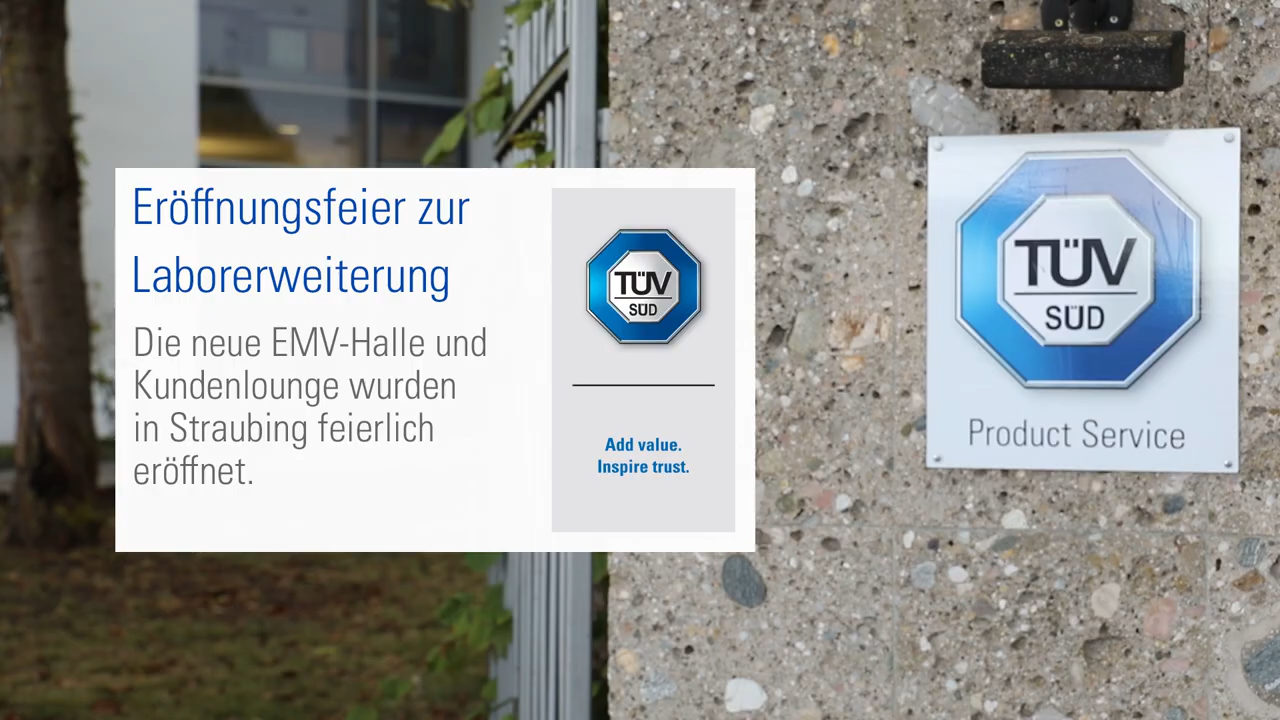 Eröffnungsfeier zur
Laborerweiterung
Die neue EMV-Halle und
Kundenlounge wurden
in Straubing feierlich
eröffnet.
TÜV
SÜD
Add value.
Inspire trust.
TÜV
SÜD
Product Service